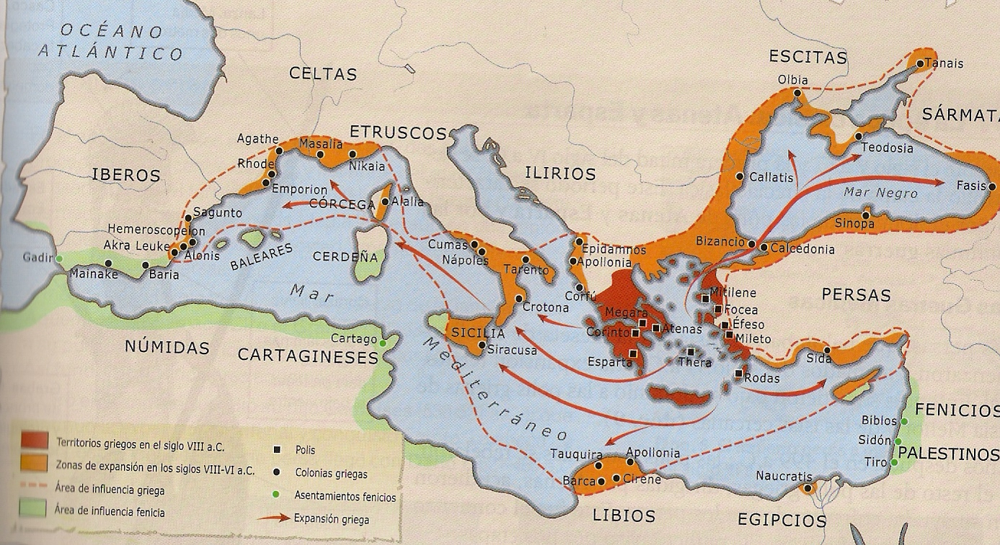 OCÉANO
ATLÁNTICO
CELTAS
ESCITAS
Tanais
Olbia
SÁRMATA
ETRUSCOS
Agathe
Masalia
Nikaia
Rhode
Emporion
IBEROS
ILIRIOS
Teodosia
Callatis
Mar Negro
Fasis
CÓRCEGA
Alalia
Sagunto
Hemeroscopeion
Akra Leuke
Alonis
BALEARES
CERDEÑA
Sinopa
Bizancio
Calcedonia
Cumas
Nápoles
Tarento
Epidamnos
Apollonia
Gadir
Mainake
Baria
Mar
Mediterráneo
Corfú
Crotona
PERSAS
Mitilene
Focea
Éfeso
Mileto
Megara
Corinto
Atenas
Esparta
Thera
Rodas
Sida
SICILIA
Siracusa
Cartago
NÚMIDAS
CARTAGINESES
FENICIOS
Biblos
Sidón
PALESTINOS
Tiro
Tauquira
Apollonia
Barca
Cirene
Naucratis
LIBIOS
EGIPCIOS
Territorios griegos en el siglo VIII a.C.
Zonas de expansión en los siglos VIII-VI a.C.
Área de influencia griega
Área de influencia fenicia
Polis
Colonias griegas
Asentamientos fenicios
Expansión griega